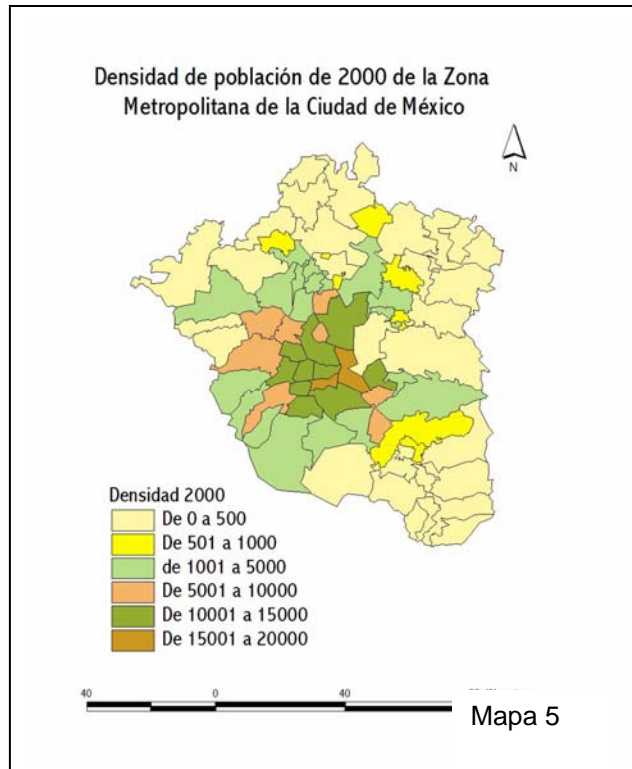 Densidad de población de 2000 de la Zona
Metropolitana de la Ciudad de México
N
Densidad 2000
De 0 a 500
De 501 a 1000
de 1001 a 5000
De 5001 a 10000
De 10001 a 15000
De 15001 a 20000
40 0 40
Mapa 5